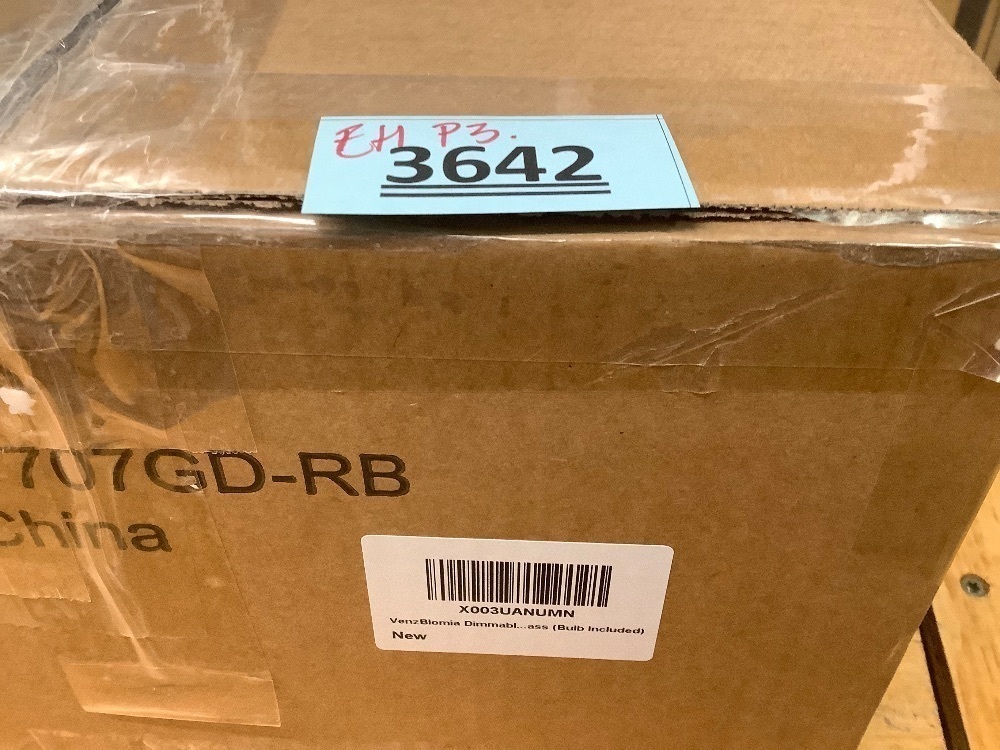 EH P3.
3642
707GD-RB
China
X003UANUMN
VenzBlomia Dimmabl...ass (Bulb Included)
New